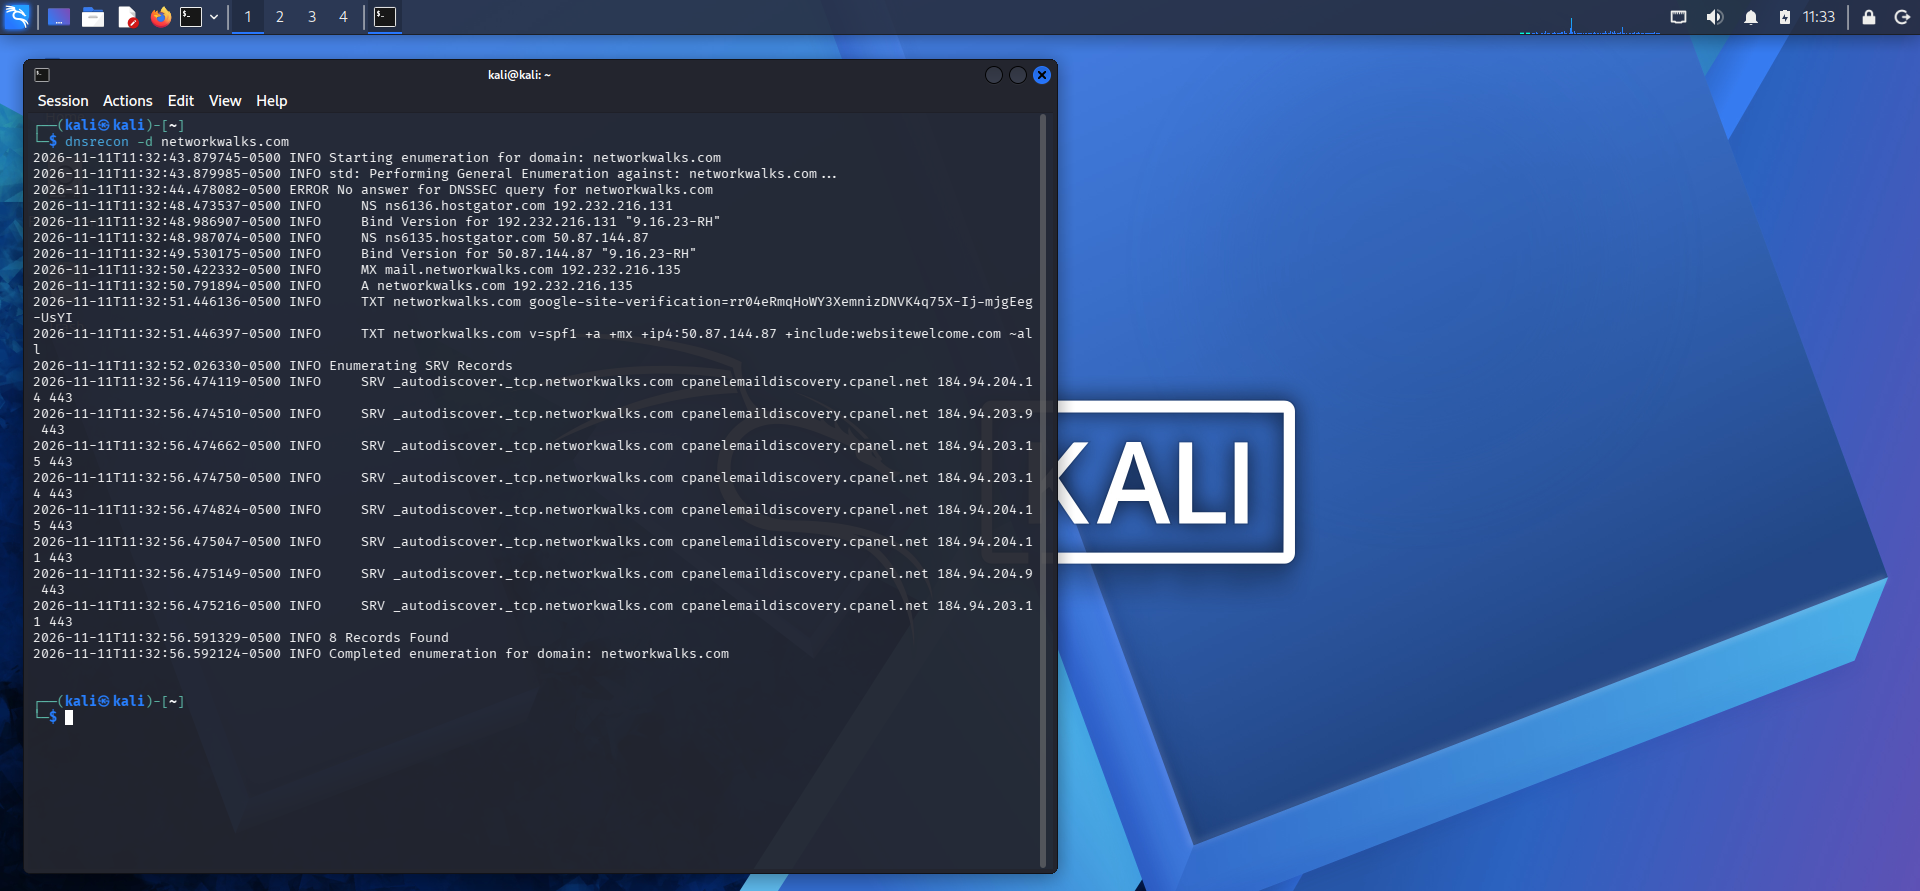 1 2 3 4 11:33
kali@kali: ~
Session Actions Edit View Help
┌──(kali㉿kali)-[~]
└─$ dnsrecon -d networkwalks.com
2026-11-11T11:32:43.879745-0500 INFO Starting enumeration for domain: networkwalks.com
2026-11-11T11:32:43.879985-0500 INFO std: Performing General Enumeration against: networkwalks.com...
2026-11-11T11:32:44.478082-0500 ERROR No answer for DNSSEC query for networkwalks.com
2026-11-11T11:32:48.473537-0500 INFO     NS ns6136.hostgator.com 192.232.216.131
2026-11-11T11:32:48.986907-0500 INFO     Bind Version for 192.232.216.131 "9.16.23-RH"
2026-11-11T11:32:48.987074-0500 INFO     NS ns6135.hostgator.com 50.87.144.87
2026-11-11T11:32:49.530175-0500 INFO     Bind Version for 50.87.144.87 "9.16.23-RH"
2026-11-11T11:32:50.422332-0500 INFO     MX mail.networkwalks.com 192.232.216.135
2026-11-11T11:32:50.791894-0500 INFO     A networkwalks.com 192.232.216.135
2026-11-11T11:32:51.446136-0500 INFO     TXT networkwalks.com google-site-verification=rr04eRmqHoWY3XemnizDNVK4q75X-Ij-mjgEeg
-UsYI
2026-11-11T11:32:51.446397-0500 INFO     TXT networkwalks.com v=spf1 +a +mx +ip4:50.87.144.87 +include:websitewelcome.com ~al
l
2026-11-11T11:32:52.026330-0500 INFO Enumerating SRV Records
2026-11-11T11:32:56.474119-0500 INFO     SRV _autodiscover._tcp.networkwalks.com cpanelemaildiscovery.cpanel.net 184.94.204.1
4 443
2026-11-11T11:32:56.474510-0500 INFO     SRV _autodiscover._tcp.networkwalks.com cpanelemaildiscovery.cpanel.net 184.94.203.9
 443
2026-11-11T11:32:56.474662-0500 INFO     SRV _autodiscover._tcp.networkwalks.com cpanelemaildiscovery.cpanel.net 184.94.203.1
5 443
2026-11-11T11:32:56.474750-0500 INFO     SRV _autodiscover._tcp.networkwalks.com cpanelemaildiscovery.cpanel.net 184.94.203.1
4 443
2026-11-11T11:32:56.474824-0500 INFO     SRV _autodiscover._tcp.networkwalks.com cpanelemaildiscovery.cpanel.net 184.94.204.1
5 443
2026-11-11T11:32:56.475047-0500 INFO     SRV _autodiscover._tcp.networkwalks.com cpanelemaildiscovery.cpanel.net 184.94.204.1
1 443
2026-11-11T11:32:56.475149-0500 INFO     SRV _autodiscover._tcp.networkwalks.com cpanelemaildiscovery.cpanel.net 184.94.204.9
 443
2026-11-11T11:32:56.475216-0500 INFO     SRV _autodiscover._tcp.networkwalks.com cpanelemaildiscovery.cpanel.net 184.94.203.1
1 443
2026-11-11T11:32:56.591329-0500 INFO 8 Records Found
2026-11-11T11:32:56.592124-0500 INFO Completed enumeration for domain: networkwalks.com
┌──(kali㉿kali)-[~]
└─$
KALI